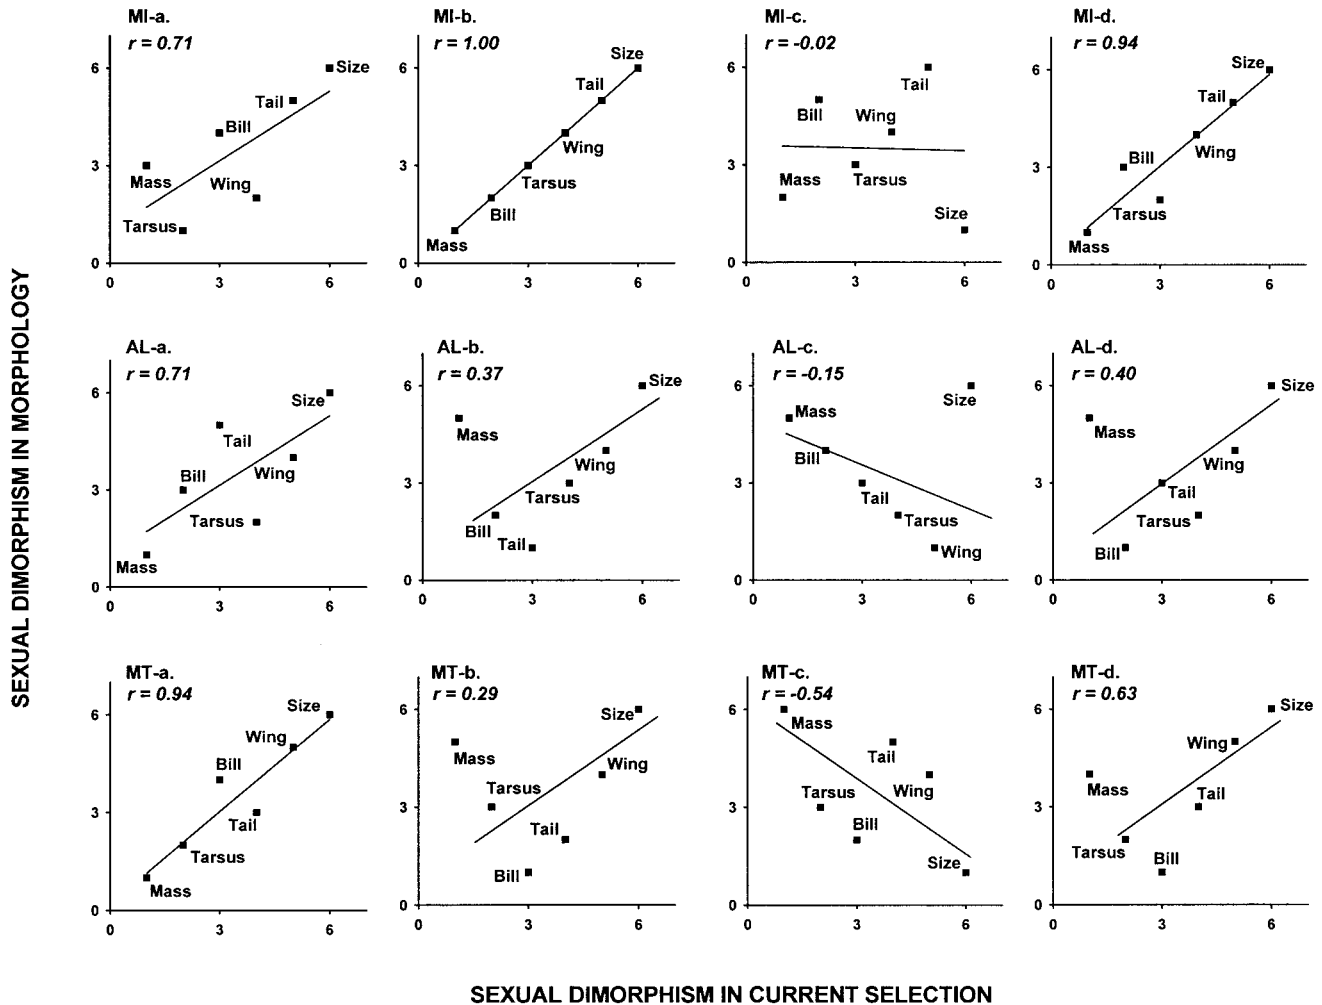 MI-a.
r = 0.71
6
3
0
0 3 6
Size
Tail
Bill
Mass
Wing
Tarsus
MI-b.
r = 1.00
6
3
0
0 3 6
Size
Tail
Wing
Tarsus
Bill
Mass
MI-c.
r = -0.02
6
3
0
0 3 6
Tail
Bill
Wing
Mass
Tarsus
Size
MI-d.
r = 0.94
6
3
0
0 3 6
Size
Tail
Bill
Wing
Tarsus
Mass
AL-a.
r = 0.71
6
3
0
0 3 6
Size
Tail
Bill
Wing
Tarsus
Mass
AL-b.
r = 0.37
6
3
0
0 3 6
Size
Mass
Wing
Tarsus
Bill
Tail
AL-c.
r = -0.15
6
3
0
0 3 6
Size
Mass
Bill
Tail
Tarsus
Wing
AL-d.
r = 0.40
6
3
0
0 3 6
Size
Mass
Wing
Tail
Tarsus
Bill
MT-a.
r = 0.94
6
3
0
0 3 6
Size
Wing
Bill
Tail
Tarsus
Mass
MT-b.
r = 0.29
6
3
0
0 3 6
Size
Mass
Wing
Tarsus
Tail
Bill
MT-c.
r = -0.54
6
3
0
0 3 6
Mass
Tail
Wing
Tarsus
Bill
Size
MT-d.
r = 0.63
6
3
0
0 3 6
Size
Wing
Mass
Tail
Tarsus
Bill
SEXUAL DIMORPHISM IN MORPHOLOGY
SEXUAL DIMORPHISM IN CURRENT SELECTION